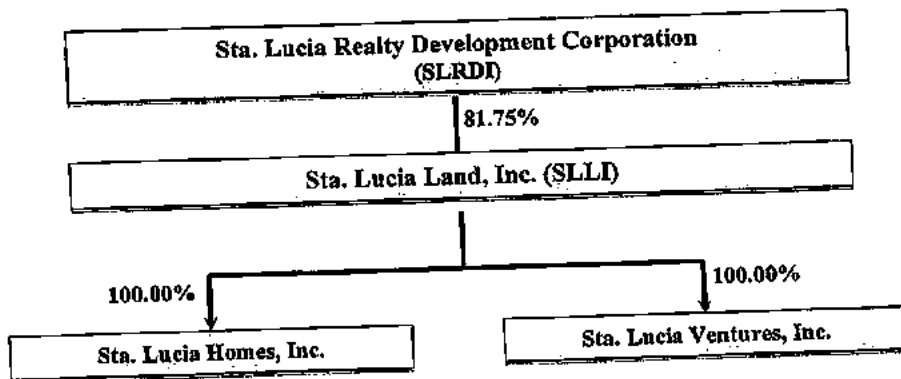 Sta. Lucia Realty Development Corporation
(SLRDI)
81.75%
Sta. Lucia Land, Inc. (SLLI)
100.00%
100.00%
Sta. Lucia Homes, Inc.
Sta. Lucia Ventures, Inc.